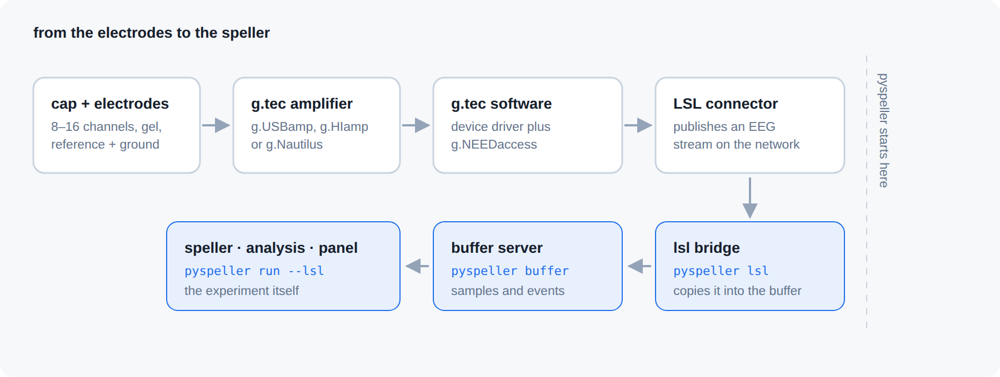 from the electrodes to the speller
cap + electrodes
8–16 channels, gel,
reference + ground
g.tec amplifier
g.USBamp, g.HIamp
or g.Nautilus
g.tec software
device driver plus
g.NEEDaccess
LSL connector
publishes an EEG
stream on the network
pyspeller starts here
speller · analysis · panel
pyspeller run --lsl
the experiment itself
buffer server
pyspeller buffer
samples and events
lsl bridge
pyspeller lsl
copies it into the buffer